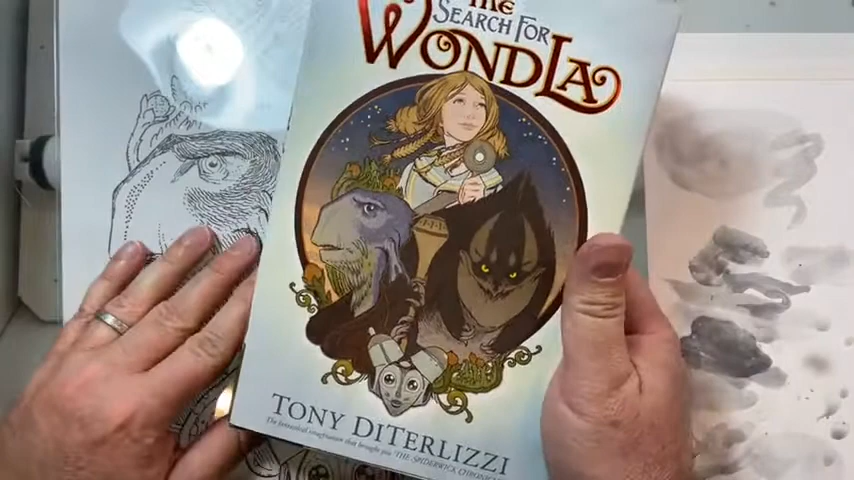 THE
SEARCH FOR
WONDLA
TONY DITERLIZZI
The fantastical imagination that brought you THE SPIDERWICK CHRONICLES